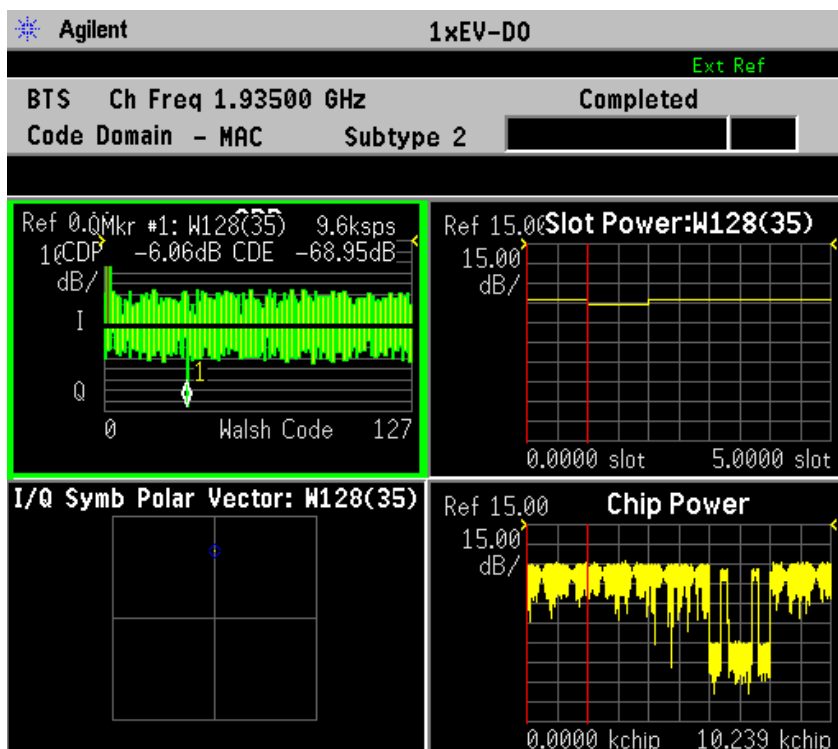 Agilent 1xEV-DO
Ext Ref
BTS Ch Freq 1.93500 GHz Completed
Code Domain - MAC Subtype 2
Mkr #1: W128(35) 9.6ksps
CDP -6.06dB CDE -68.95dB
dB/
I
1
Q
0 Walsh Code 127
Ref 15.00
Slot Power:W128(35)
15.00
dB/
0.0000 slot 5.0000 slot
I/Q Symb Polar Vector: W128(35)
Ref 15.00 Chip Power
15.00
dB/
0.0000 kchip 10.239 kchip